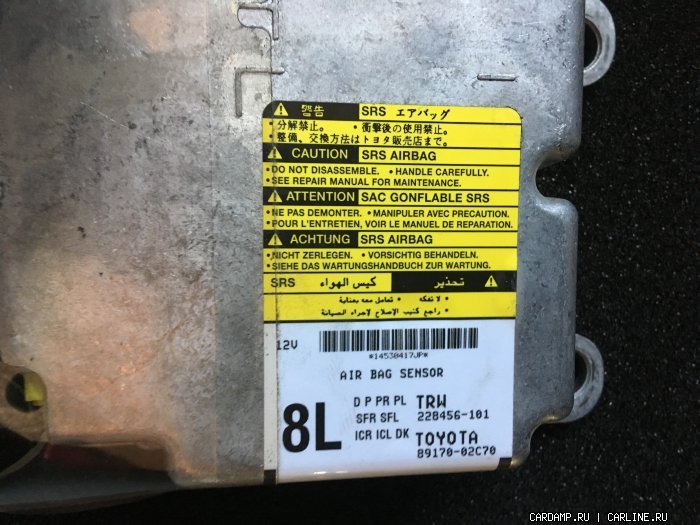 警告 SRS エアバッグ
・分解禁止。 ・衝撃後の使用禁止。
・整備、交換方法はトヨタ販売店まで。
CAUTION SRS AIRBAG
•DO NOT DISASSEMBLE. •HANDLE CAREFULLY.
•SEE REPAIR MANUAL FOR MAINTENANCE.
ATTENTION SAC GONFLABLE SRS
•NE PAS DEMONTER. •MANIPULER AVEC PRECAUTION.
•POUR L'ENTRETIEN, VOIR LE MANUEL DE REPARATION.
ACHTUNG SRS AIRBAG
•NICHT ZERLEGEN. •VORSICHTIG BEHANDELN.
•SIEHE DAS WARTUNGSHANDBUCH ZUR WARTUNG.
تحذير كيس الهواء SRS
• لا تفكه • تعامل معه بعناية
• راجع كتيب الإصلاح لإجراء الصيانة
12V
*14530417JP*
AIR BAG SENSOR
8L
D P PR PL TRW
SFR SFL 228456-101
ICR ICL DK TOYOTA
89170-02C70
CARDAMP.RU | CARLINE.RU